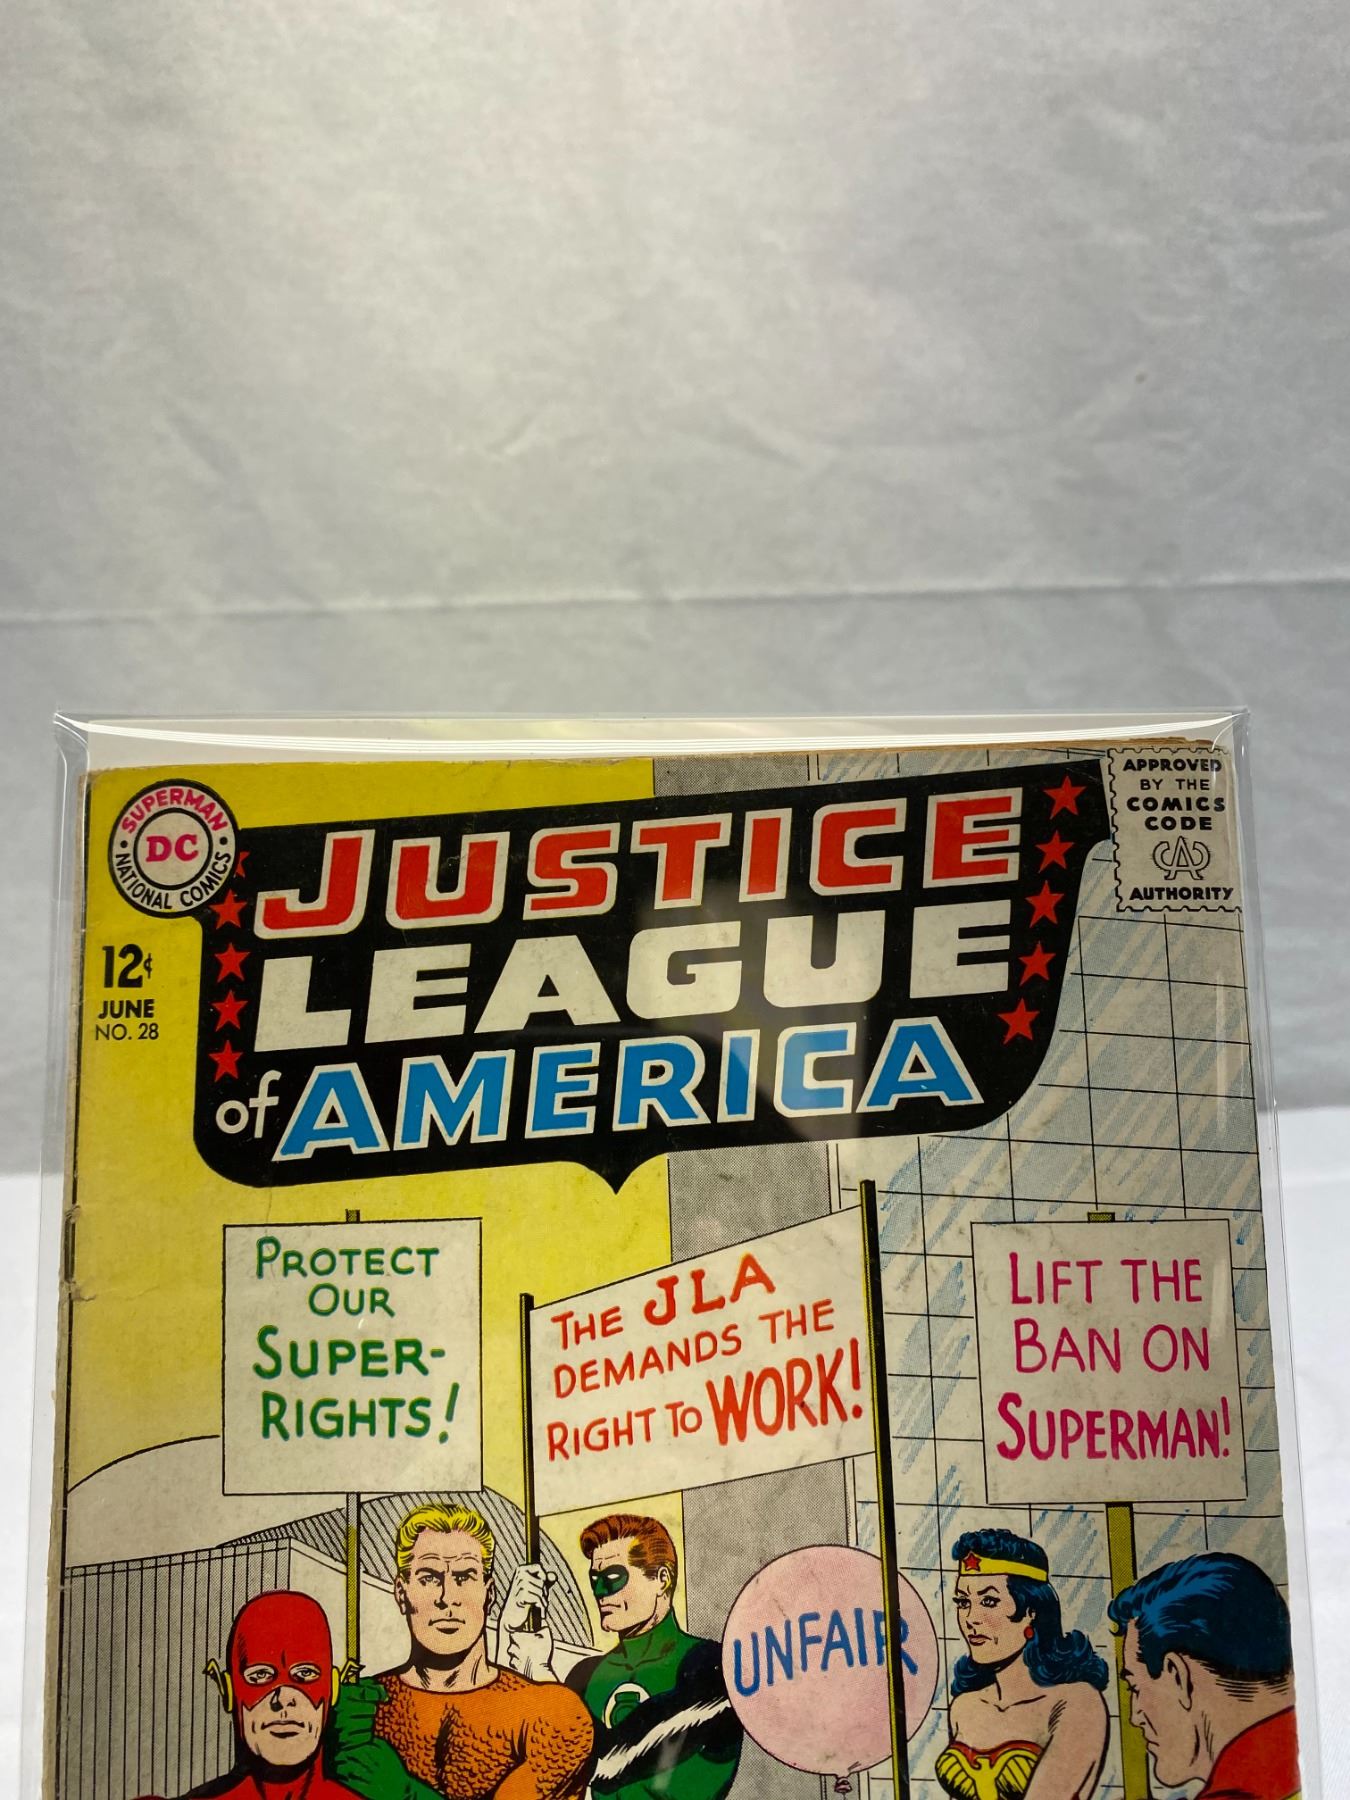 SUPERMAN
DC
NATIONAL COMICS
12¢
JUNE
NO. 28
JUSTICE
LEAGUE
of AMERICA
APPROVED
BY THE
COMICS
CODE
CA
AUTHORITY
PROTECT
OUR
SUPER-
RIGHTS!
THE JLA
DEMANDS THE
RIGHT TO WORK!
LIFT THE
BAN ON
SUPERMAN!
UNFAIR